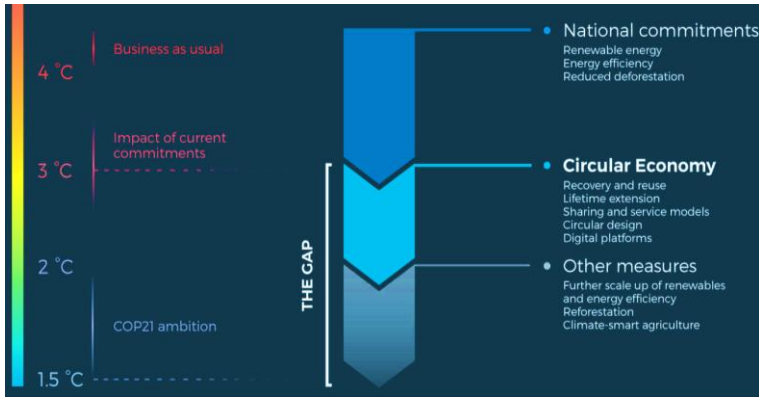 4 °C
Business as usual
Impact of current
commitments
3 °C
2 °C
COP21 ambition
1.5 °C
THE GAP
National commitments
Renewable energy
Energy efficiency
Reduced deforestation
Circular Economy
Recovery and reuse
Lifetime extension
Sharing and service models
Circular design
Digital platforms
Other measures
Further scale up of renewables
and energy efficiency
Reforestation
Climate-smart agriculture